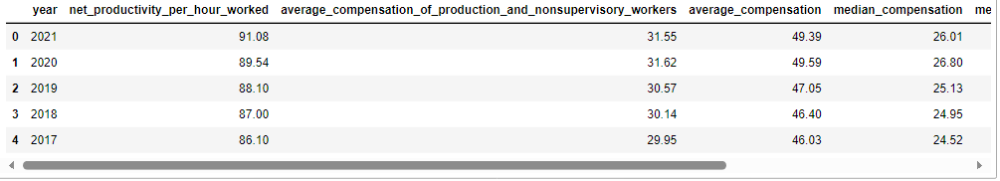 year net_productivity_per_hour_worked average_compensation_of_production_and_nonsupervisory_workers average_compensation median_compensation me
0 2021 91.08 31.55 49.39 26.01
1 2020 89.54 31.62 49.59 26.80
2 2019 88.10 30.57 47.05 25.13
3 2018 87.00 30.14 46.40 24.95
4 2017 86.10 29.95 46.03 24.52